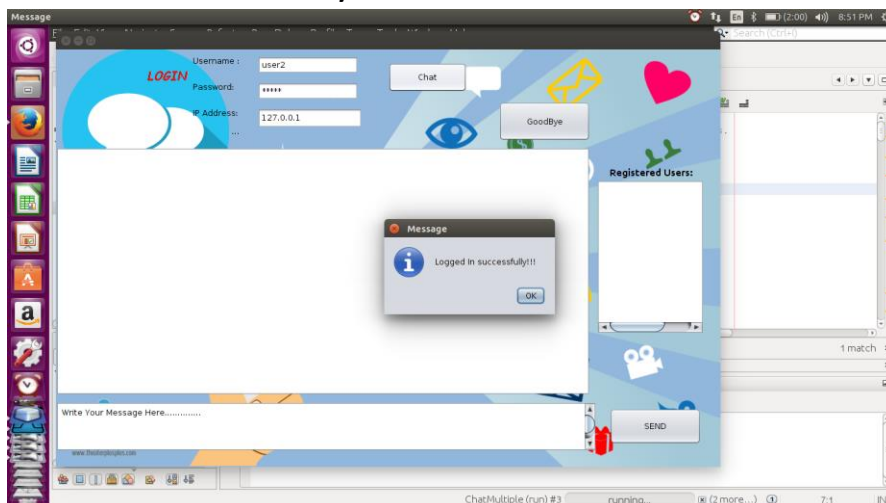 Message
En
(2:00)
8:51 PM
Search (Ctrl+I)
LOGIN
Username :
user2
Password:
*****
IP Address:
127.0.0.1
...
Chat
GoodBye
Registered Users:
Message
Logged In successfully!!!
OK
1 match
Write Your Message Here.............
SEND
ChatMultiple (run) #3
running...
(2 more...)
7:1